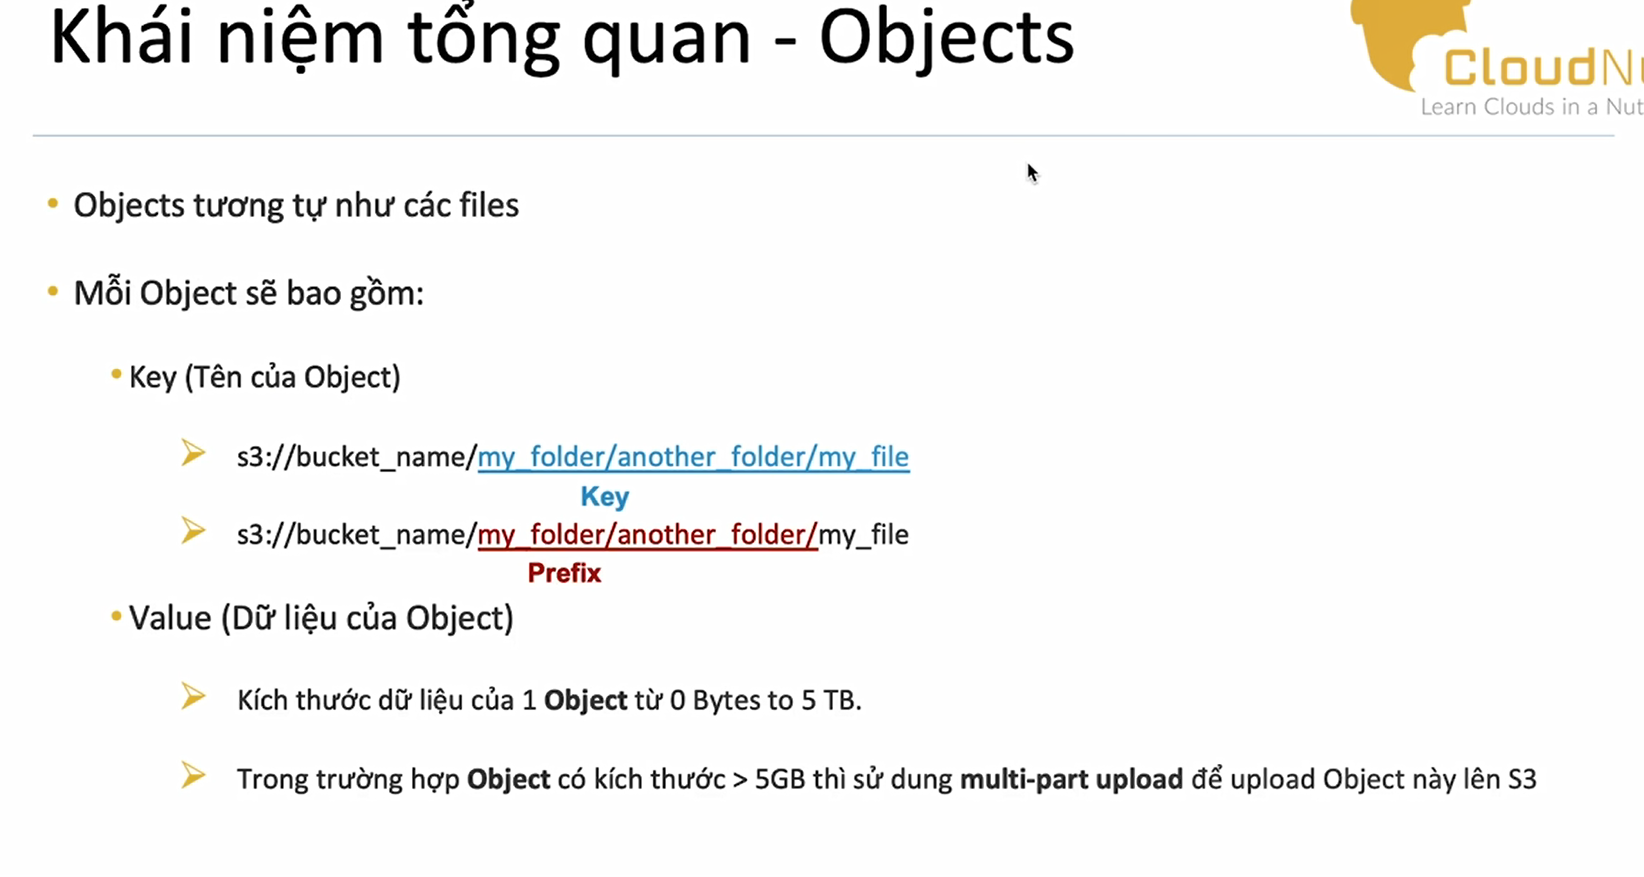 Khái niệm tổng quan - Objects
CloudN
Learn Clouds in a Nut
• Objects tương tự như các files
• Mỗi Object sẽ bao gồm:
• Key (Tên của Object)
➢ s3://bucket_name/my_folder/another_folder/my_file
Key
➢ s3://bucket_name/my_folder/another_folder/my_file
Prefix
• Value (Dữ liệu của Object)
➢ Kích thước dữ liệu của 1 Object từ 0 Bytes to 5 TB.
➢ Trong trường hợp Object có kích thước > 5GB thì sử dung multi-part upload để upload Object này lên S3